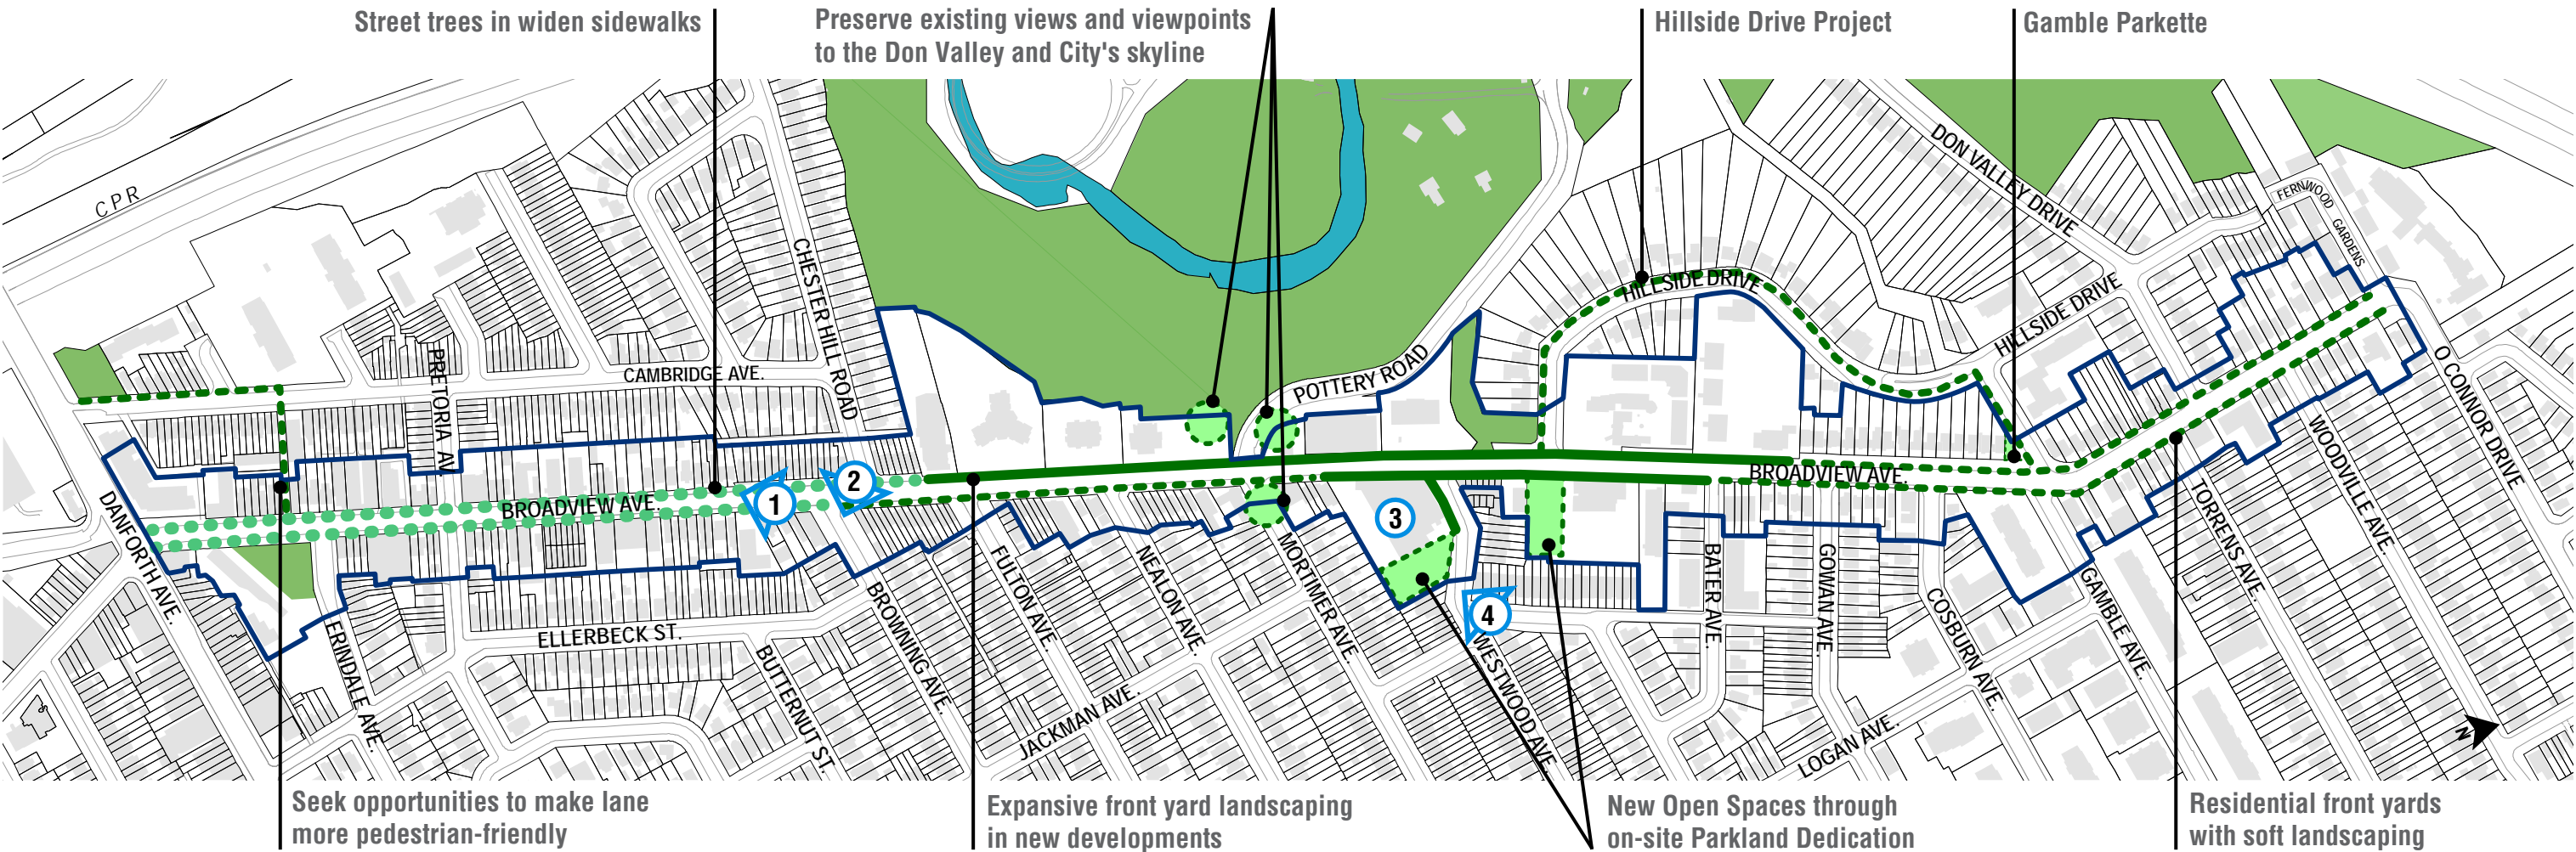 Street trees in widen sidewalks
Preserve existing views and viewpoints
to the Don Valley and City's skyline
Hillside Drive Project
Gamble Parkette
CPR
CHESTER HILL ROAD
DON VALLEY DRIVE
FERNWOOD GARDENS
HILLSIDE DRIVE
HILLSIDE DRIVE
PRETORIA AV.
CAMBRIDGE AVE.
POTTERY ROAD
O CONNOR DRIVE
BROADVIEW AVE.
BROADVIEW AVE.
1
2
3
4
DANFORTH AVE.
ERINDALE AVE.
ELLERBECK ST.
BUTTERNUT ST.
BROWNING AVE.
FULTON AVE.
NEALON AVE.
MORTIMER AVE.
JACKMAN AVE.
WESTWOOD AVE.
BATER AVE.
GOWAN AVE.
COSBURN AVE.
LOGAN AVE.
GAMBLE AVE.
TORRENS AVE.
WOODVILLE AVE.
N
Seek opportunities to make lane
more pedestrian-friendly
Expansive front yard landscaping
in new developments
New Open Spaces through
on-site Parkland Dedication
Residential front yards
with soft landscaping